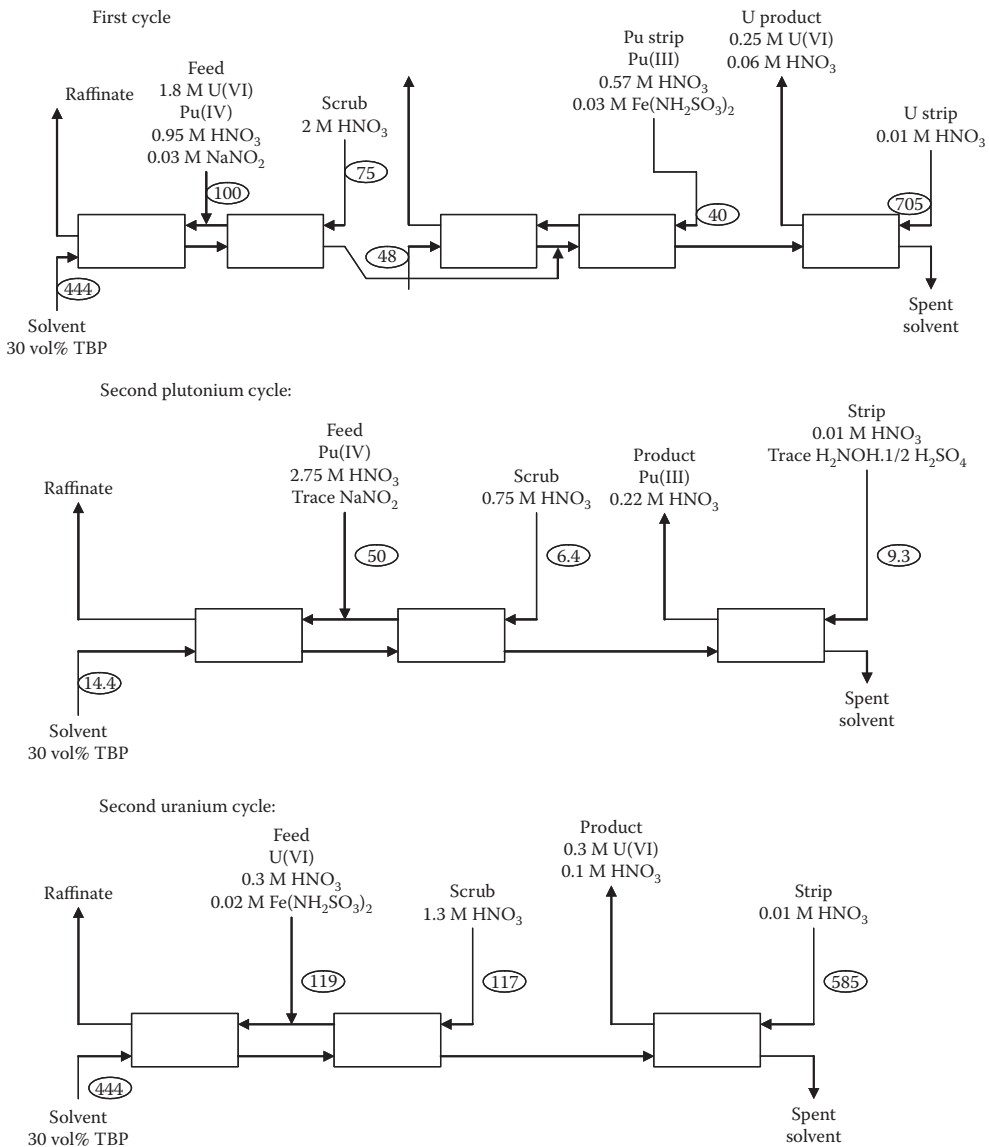 First cycle
Raffinate
Feed
1.8 M U(VI)
Pu(IV)
0.95 M HNO₃
0.03 M NaNO₂
100
Scrub
2 M HNO₃
75
444
Solvent
30 vol% TBP
48
Pu strip
Pu(III)
0.57 M HNO₃
0.03 M Fe(NH₂SO₃)₂
40
U product
0.25 M U(VI)
0.06 M HNO₃
U strip
0.01 M HNO₃
705
Spent
solvent
Second plutonium cycle:
Raffinate
Feed
Pu(IV)
2.75 M HNO₃
Trace NaNO₂
50
Scrub
0.75 M HNO₃
6.4
Product
Pu(III)
0.22 M HNO₃
Strip
0.01 M HNO₃
Trace H₂NOH.1/2 H₂SO₄
9.3
14.4
Solvent
30 vol% TBP
Spent
solvent
Second uranium cycle:
Raffinate
Feed
U(VI)
0.3 M HNO₃
0.02 M Fe(NH₂SO₃)₂
119
Scrub
1.3 M HNO₃
117
Product
0.3 M U(VI)
0.1 M HNO₃
Strip
0.01 M HNO₃
585
444
Solvent
30 vol% TBP
Spent
solvent